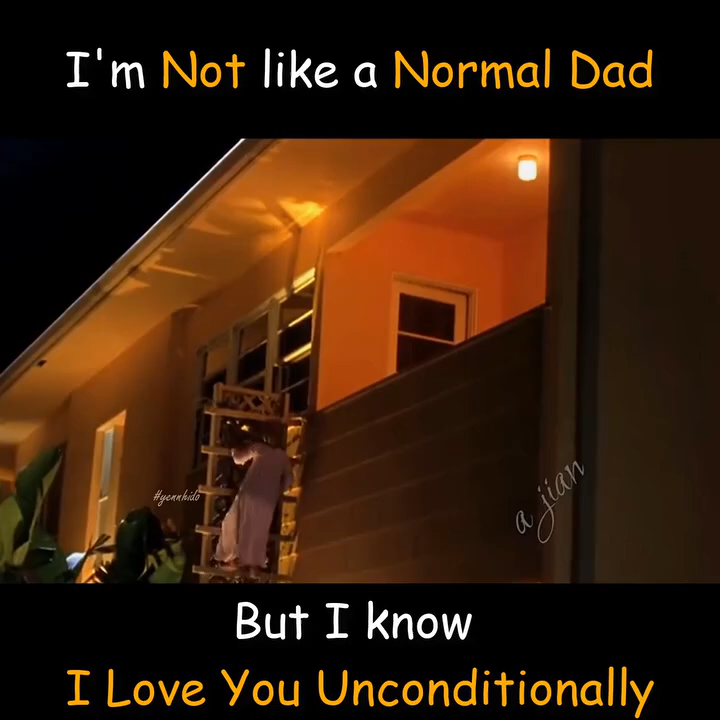 I'm Not like a Normal Dad
#yennhido
a jian
But I know
I Love You Unconditionally